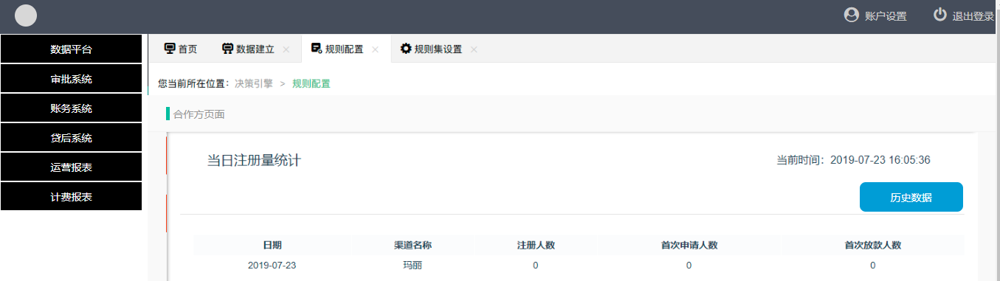 账户设置 退出登录
数据平台
审批系统
账务系统
贷后系统
运营报表
计费报表
首页 数据建立 × 规则配置 × 规则集设置 ×
您当前所在位置：决策引擎 > 规则配置
合作方页面
当日注册量统计 当前时间：2019-07-23 16:05:36
历史数据
日期 渠道名称 注册人数 首次申请人数 首次放款人数
2019-07-23 玛丽 0 0 0